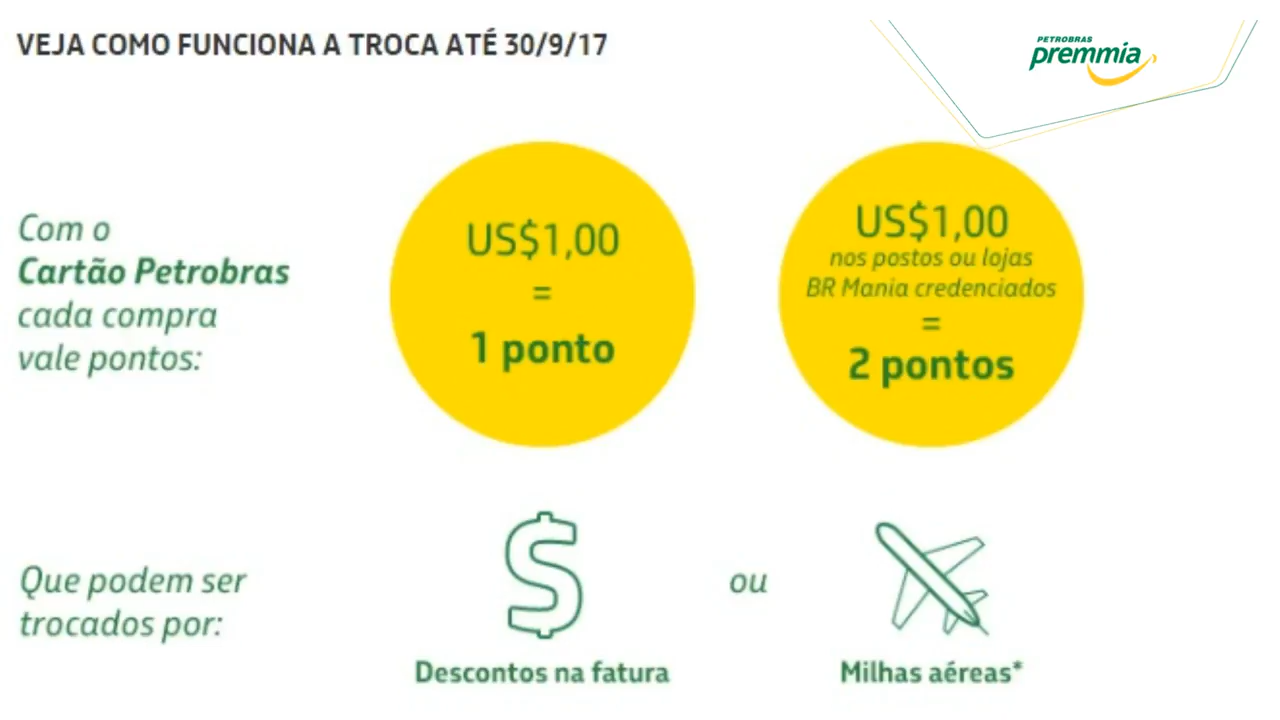 VEJA COMO FUNCIONA A TROCA ATÉ 30/9/17
PETROBRAS
premmia
Com o
Cartão Petrobras
cada compra
vale pontos:
US$1,00
=
1 ponto
US$1,00
nos postos ou lojas
BR Mania credenciados
=
2 pontos
Que podem ser
trocados por:
$
Descontos na fatura
ou
Milhas aéreas*